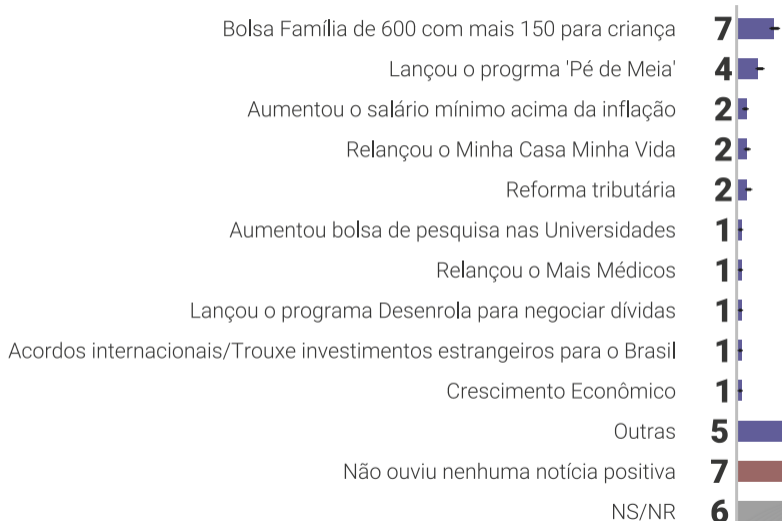 Bolsa Família de 600 com mais 150 para criança 7
Lançou o progrma 'Pé de Meia' 4
Aumentou o salário mínimo acima da inflação 2
Relançou o Minha Casa Minha Vida 2
Reforma tributária 2
Aumentou bolsa de pesquisa nas Universidades 1
Relançou o Mais Médicos 1
Lançou o programa Desenrola para negociar dívidas 1
Acordos internacionais/Trouxe investimentos estrangeiros para o Brasil 1
Crescimento Econômico 1
Outras 5
Não ouviu nenhuma notícia positiva 7
NS/NR 6